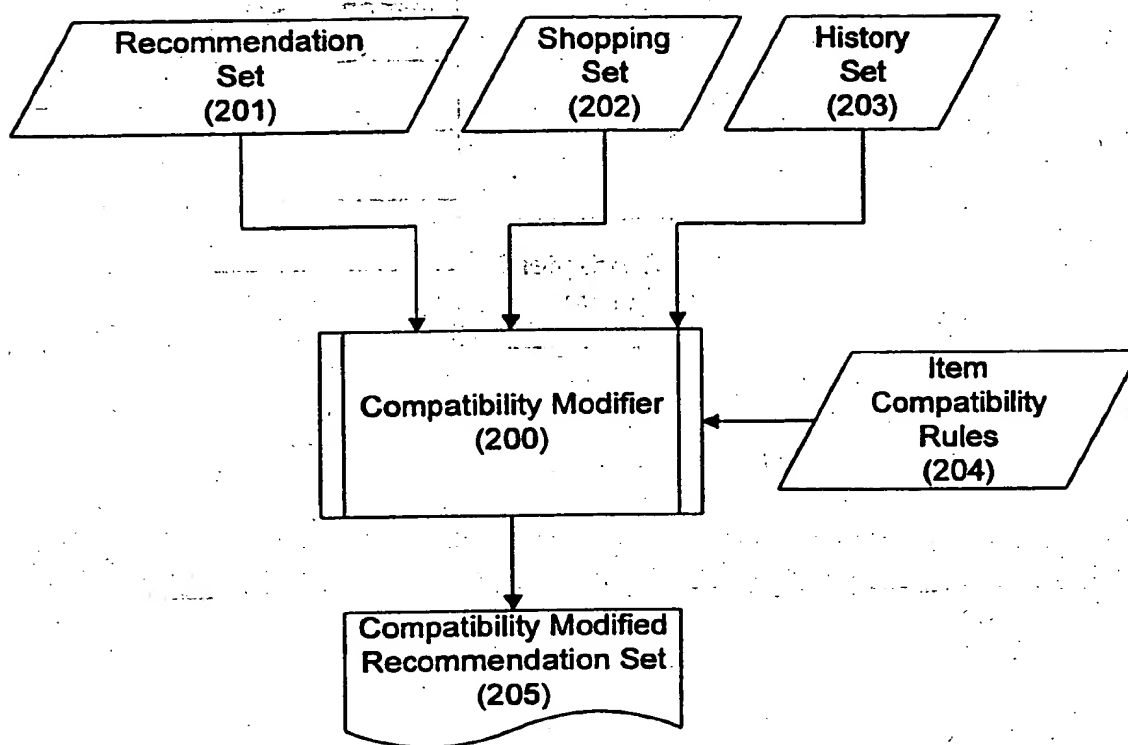 Recommendation
Set
(201)
Shopping
Set
(202)
History
Set
(203)
Compatibility Modifier
(200)
Item
Compatibility
Rules
(204)
Compatibility Modified
Recommendation Set
(205)